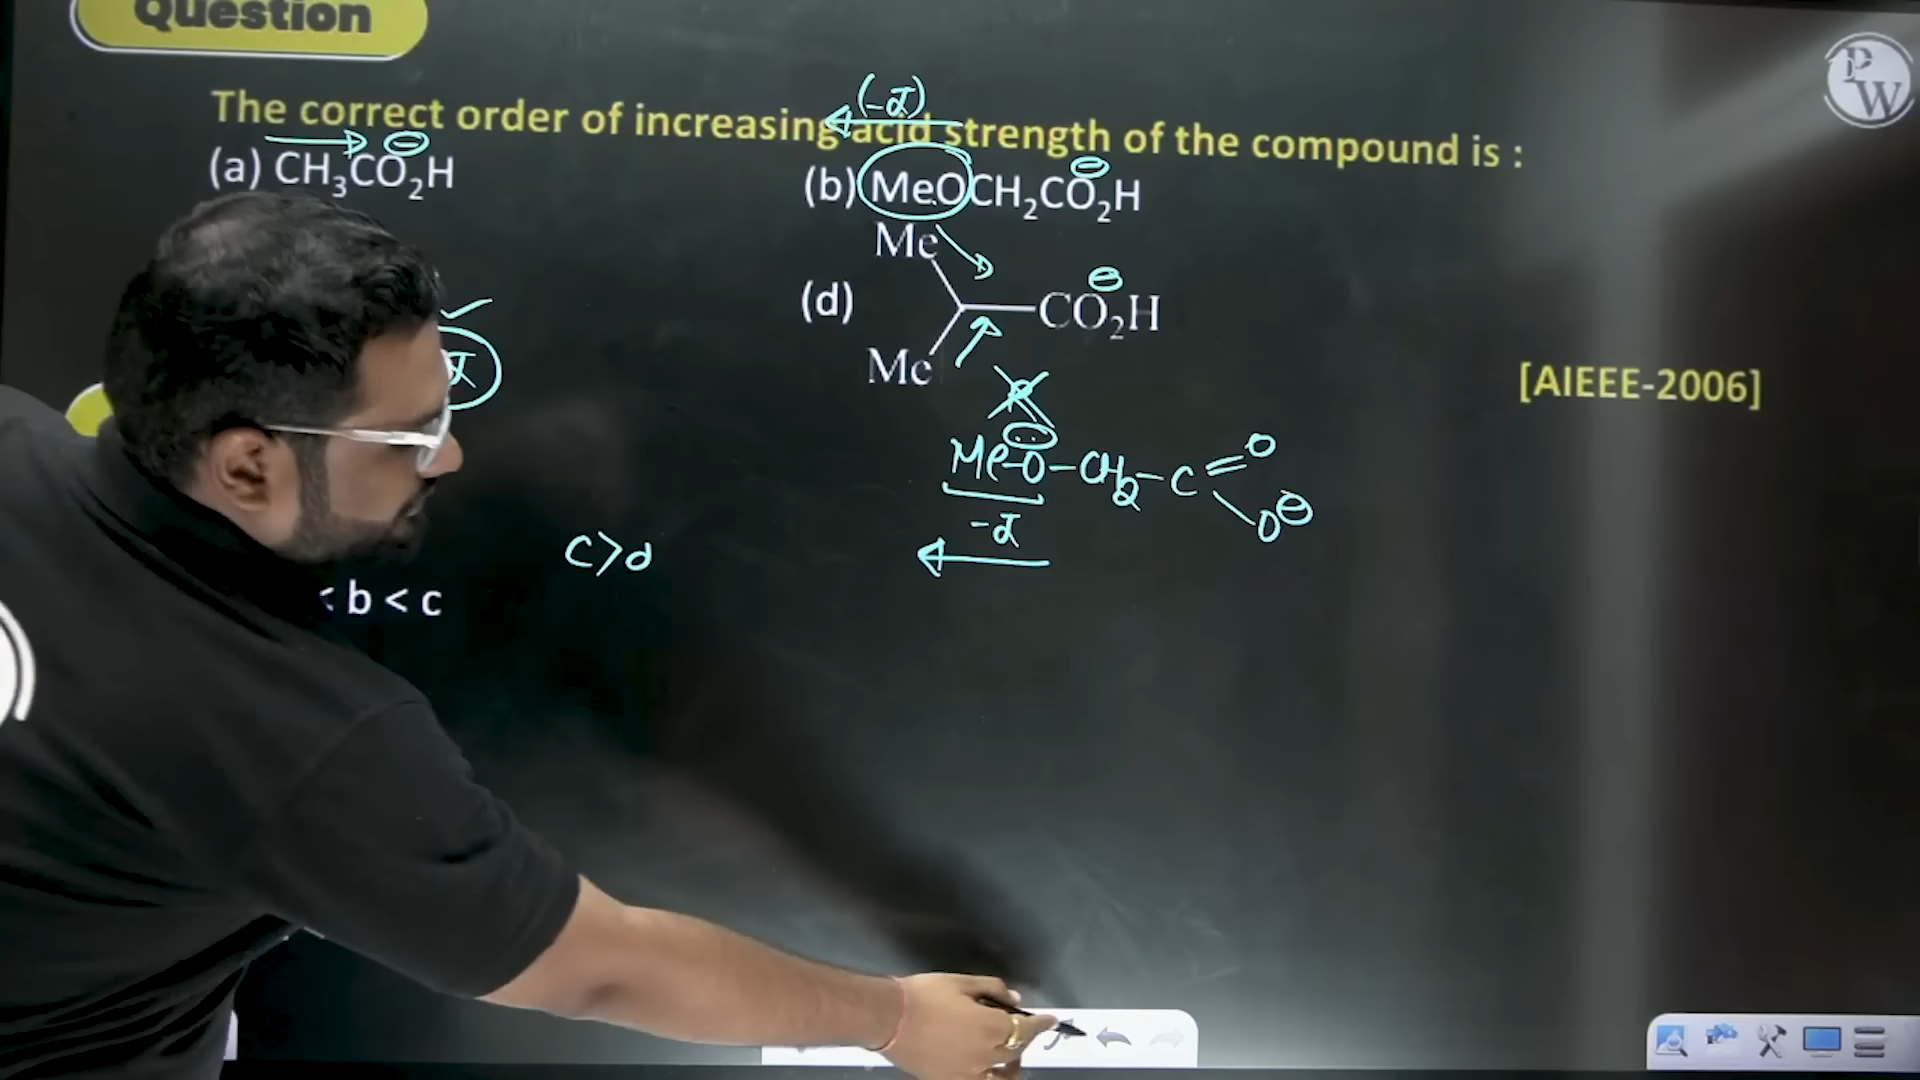 Question
The correct order of increasing acid strength of the compound is :
(-I)
(a) CH₃CO₂H
⊖
(b) MeOCH₂CO₂H
⊖
(d)
Me
Me
CO₂H
⊖
[AIEEE-2006]
I
Me-O-CH₂-C=O
O⊖
-I
c>d
< b < c
PW